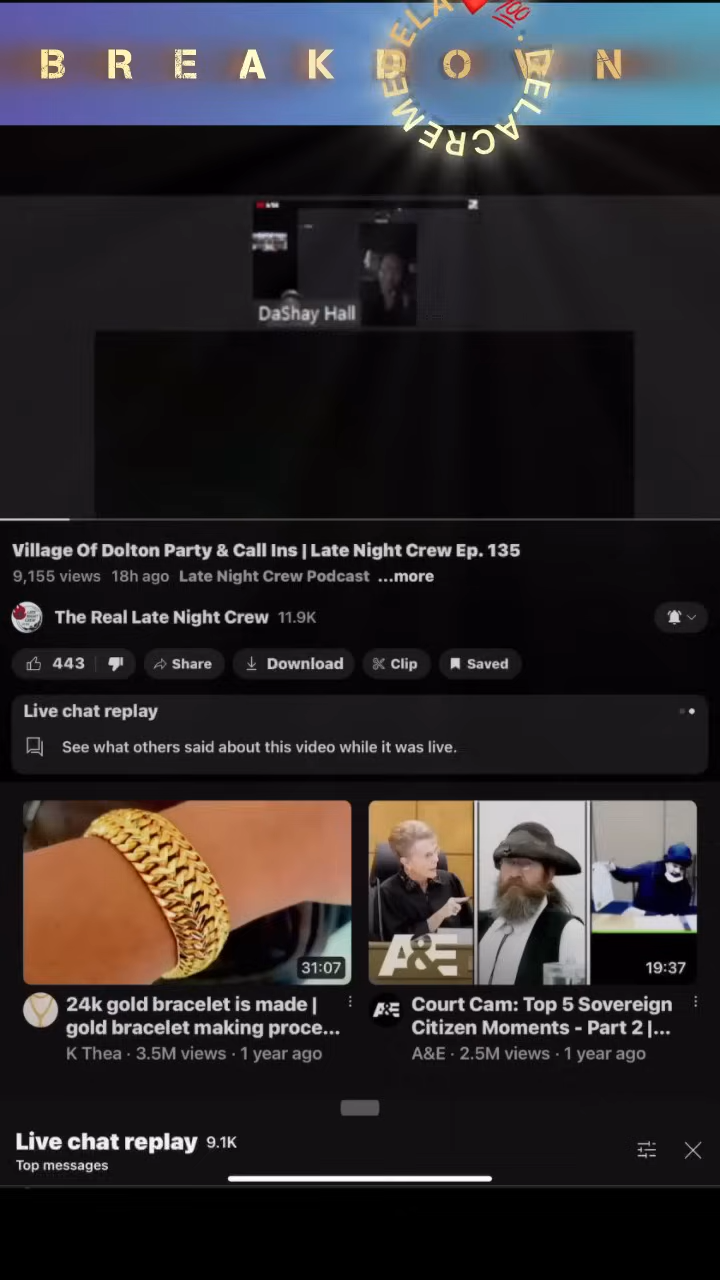 BREAKDOWN
ELACREME
DaShay Hall
Village Of Dolton Party & Call Ins | Late Night Crew Ep. 135
9,155 views 18h ago Late Night Crew Podcast ...more
The Real Late Night Crew 11.9K
443 Share Download Clip Saved
Live chat replay
See what others said about this video while it was live.
A&E
31:07
19:37
24k gold bracelet is made |
gold bracelet making proce...
K Thea · 3.5M views · 1 year ago
A&E
Court Cam: Top 5 Sovereign
Citizen Moments - Part 2 |...
A&E · 2.5M views · 1 year ago
Live chat replay 9.1K
Top messages